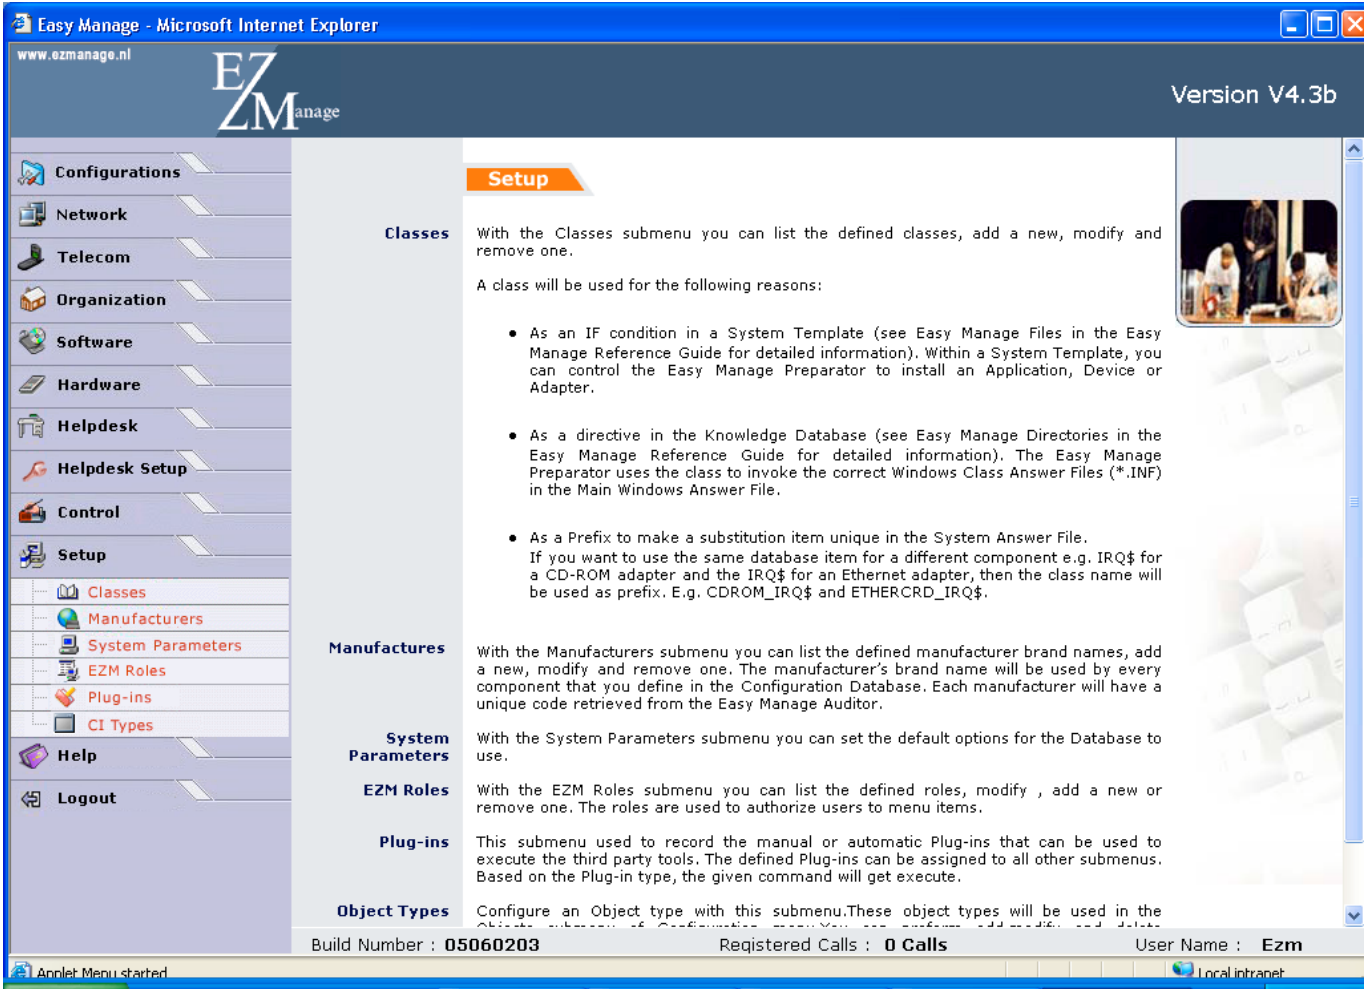 Easy Manage - Microsoft Internet Explorer
www.ezmanage.nl
EZ
Manage
Version V4.3b
Configurations
Network
Telecom
Organization
Software
Hardware
Helpdesk
Helpdesk Setup
Control
Setup
Classes
Manufacturers
System Parameters
EZM Roles
Plug-ins
CI Types
Help
Logout
Setup
Classes
With the Classes submenu you can list the defined classes, add a new, modify and
remove one.
A class will be used for the following reasons:
● As an IF condition in a System Template (see Easy Manage Files in the Easy
Manage Reference Guide for detailed information). Within a System Template, you
can control the Easy Manage Preparator to install an Application, Device or
Adapter.
● As a directive in the Knowledge Database (see Easy Manage Directories in the
Easy Manage Reference Guide for detailed information). The Easy Manage
Preparator uses the class to invoke the correct Windows Class Answer Files (*.INF)
in the Main Windows Answer File.
● As a Prefix to make a substitution item unique in the System Answer File.
If you want to use the same database item for a different component e.g. IRQ$ for
a CD-ROM adapter and the IRQ$ for an Ethernet adapter, then the class name will
be used as prefix. E.g. CDROM_IRQ$ and ETHERCRD_IRQ$.
Manufactures
With the Manufacturers submenu you can list the defined manufacturer brand names, add
a new, modify and remove one. The manufacturer's brand name will be used by every
component that you define in the Configuration Database. Each manufacturer will have a
unique code retrieved from the Easy Manage Auditor.
System
Parameters
With the System Parameters submenu you can set the default options for the Database to
use.
EZM Roles
With the EZM Roles submenu you can list the defined roles, modify , add a new or
remove one. The roles are used to authorize users to menu items.
Plug-ins
This submenu used to record the manual or automatic Plug-ins that can be used to
execute the third party tools. The defined Plug-ins can be assigned to all other submenus.
Based on the Plug-in type, the given command will get execute.
Object Types
Configure an Object type with this submenu.These object types will be used in the
Objects submenu of Configuration menu.You can preform add,modify and delete
Build Number : 05060203
Registered Calls : 0 Calls
User Name : Ezm
Applet Menu started
Local intranet